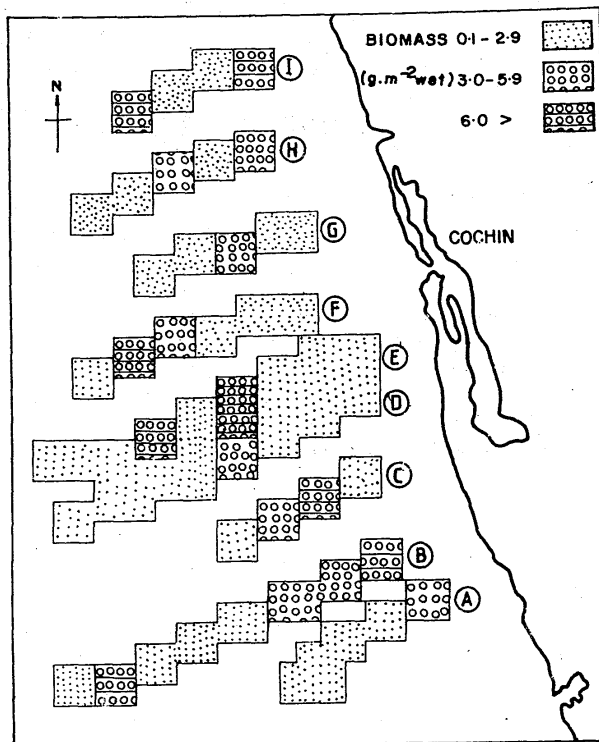 BIOMASS 0·1-2·9
(g.m-2wet) 3·0-5·9
6·0 >
N
I
H
COCHIN
G
F
E
D
C
B
A